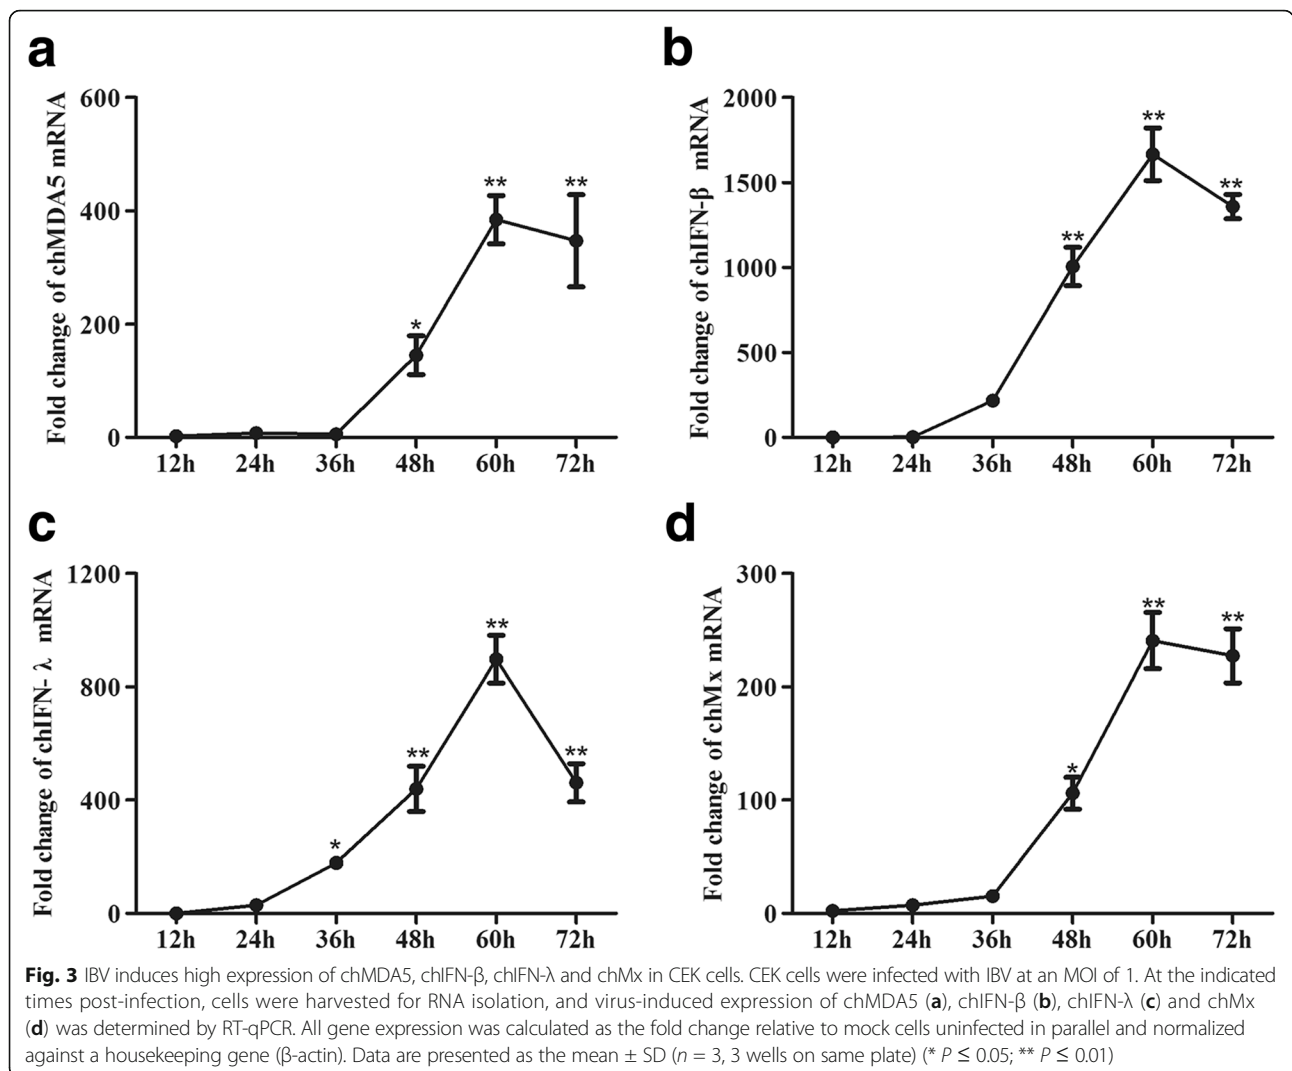 a
Fold change of chMDA5 mRNA
600
400
200
0
*
**
**
12h 24h 36h 48h 60h 72h
b
Fold change of chIFN-β mRNA
2000
1500
1000
500
0
**
**
**
12h 24h 36h 48h 60h 72h
c
Fold change of chIFN- λ mRNA
1200
800
400
0
*
**
**
**
12h 24h 36h 48h 60h 72h
d
Fold change of chMx mRNA
300
200
100
0
*
**
**
12h 24h 36h 48h 60h 72h
Fig. 3 IBV induces high expression of chMDA5, chIFN-β, chIFN-λ and chMx in CEK cells. CEK cells were infected with IBV at an MOI of 1. At the indicated
times post-infection, cells were harvested for RNA isolation, and virus-induced expression of chMDA5 (a), chIFN-β (b), chIFN-λ (c) and chMx
(d) was determined by RT-qPCR. All gene expression was calculated as the fold change relative to mock cells uninfected in parallel and normalized
against a housekeeping gene (β-actin). Data are presented as the mean ± SD (n = 3, 3 wells on same plate) (* P ≤ 0.05; ** P ≤ 0.01)